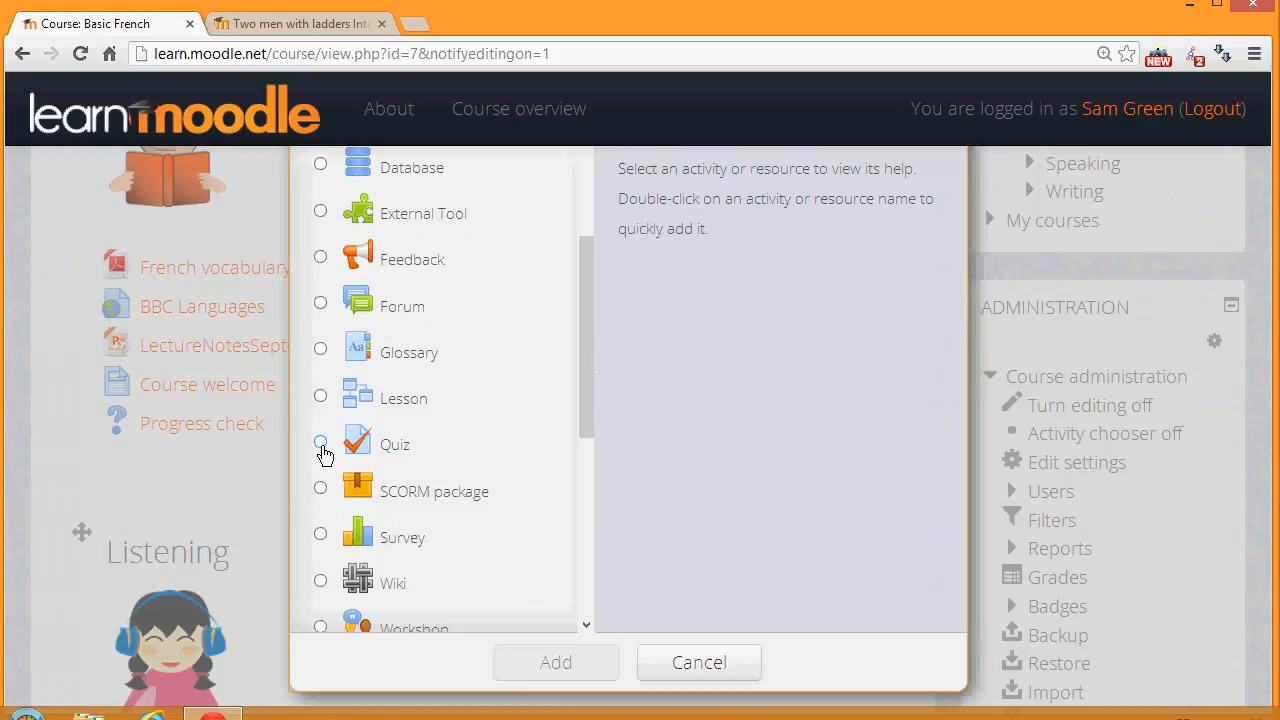 Course: Basic French
Two men with ladders Int
learn.moodle.net/course/view.php?id=7&notifyeditingon=1
NEW
2
learn moodle
About
Course overview
You are logged in as Sam Green (Logout)
Database
External Tool
Feedback
Forum
Glossary
Aa
Lesson
Quiz
SCORM package
Survey
Wiki
Workshop
Select an activity or resource to view its help.
Double-click on an activity or resource name to
quickly add it.
Add
Cancel
French vocabulary
BBC Languages
LectureNotesSept
Course welcome
Progress check
Listening
Speaking
Writing
My courses
ADMINISTRATION
Course administration
Turn editing off
Activity chooser off
Edit settings
Users
Filters
Reports
Grades
Badges
Backup
Restore
Import